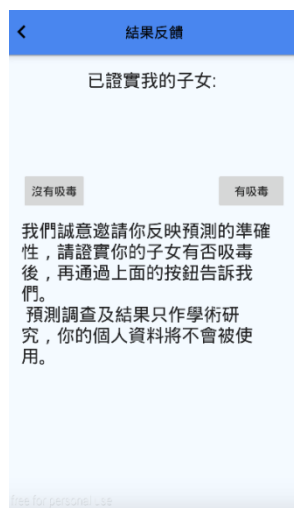 結果反饋
已證實我的子女:
沒有吸毒
有吸毒
我們誠意邀請你反映預測的準確
性，請證實你的子女有否吸毒
後，再通過上面的按鈕告訴我
們。
預測調查及結果只作學術研
究，你的個人資料將不會被使
用。
free for personal use